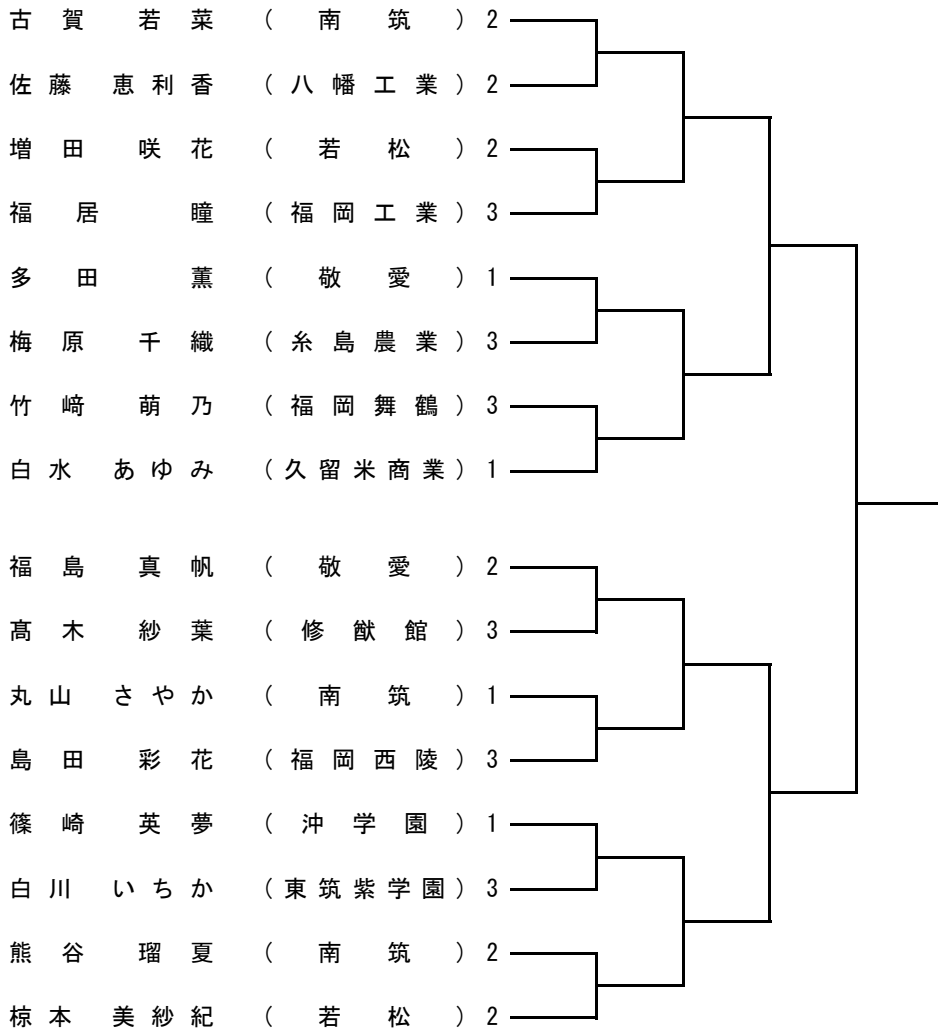 古賀 若菜 （南筑）2
佐藤 恵利香 （八幡工業）2
増田 咲花 （若松）2
福居 瞳 （福岡工業）3
多田 薫 （敬愛）1
梅原 千織 （糸島農業）3
竹﨑 萌乃 （福岡舞鶴）3
白水 あゆみ （久留米商業）1
福島 真帆 （敬愛）2
髙木 紗葉 （修猷館）3
丸山 さやか （南筑）1
島田 彩花 （福岡西陵）3
篠崎 英夢 （沖学園）1
白川 いちか （東筑紫学園）3
熊谷 瑠夏 （南筑）2
椋本 美紗紀 （若松）2